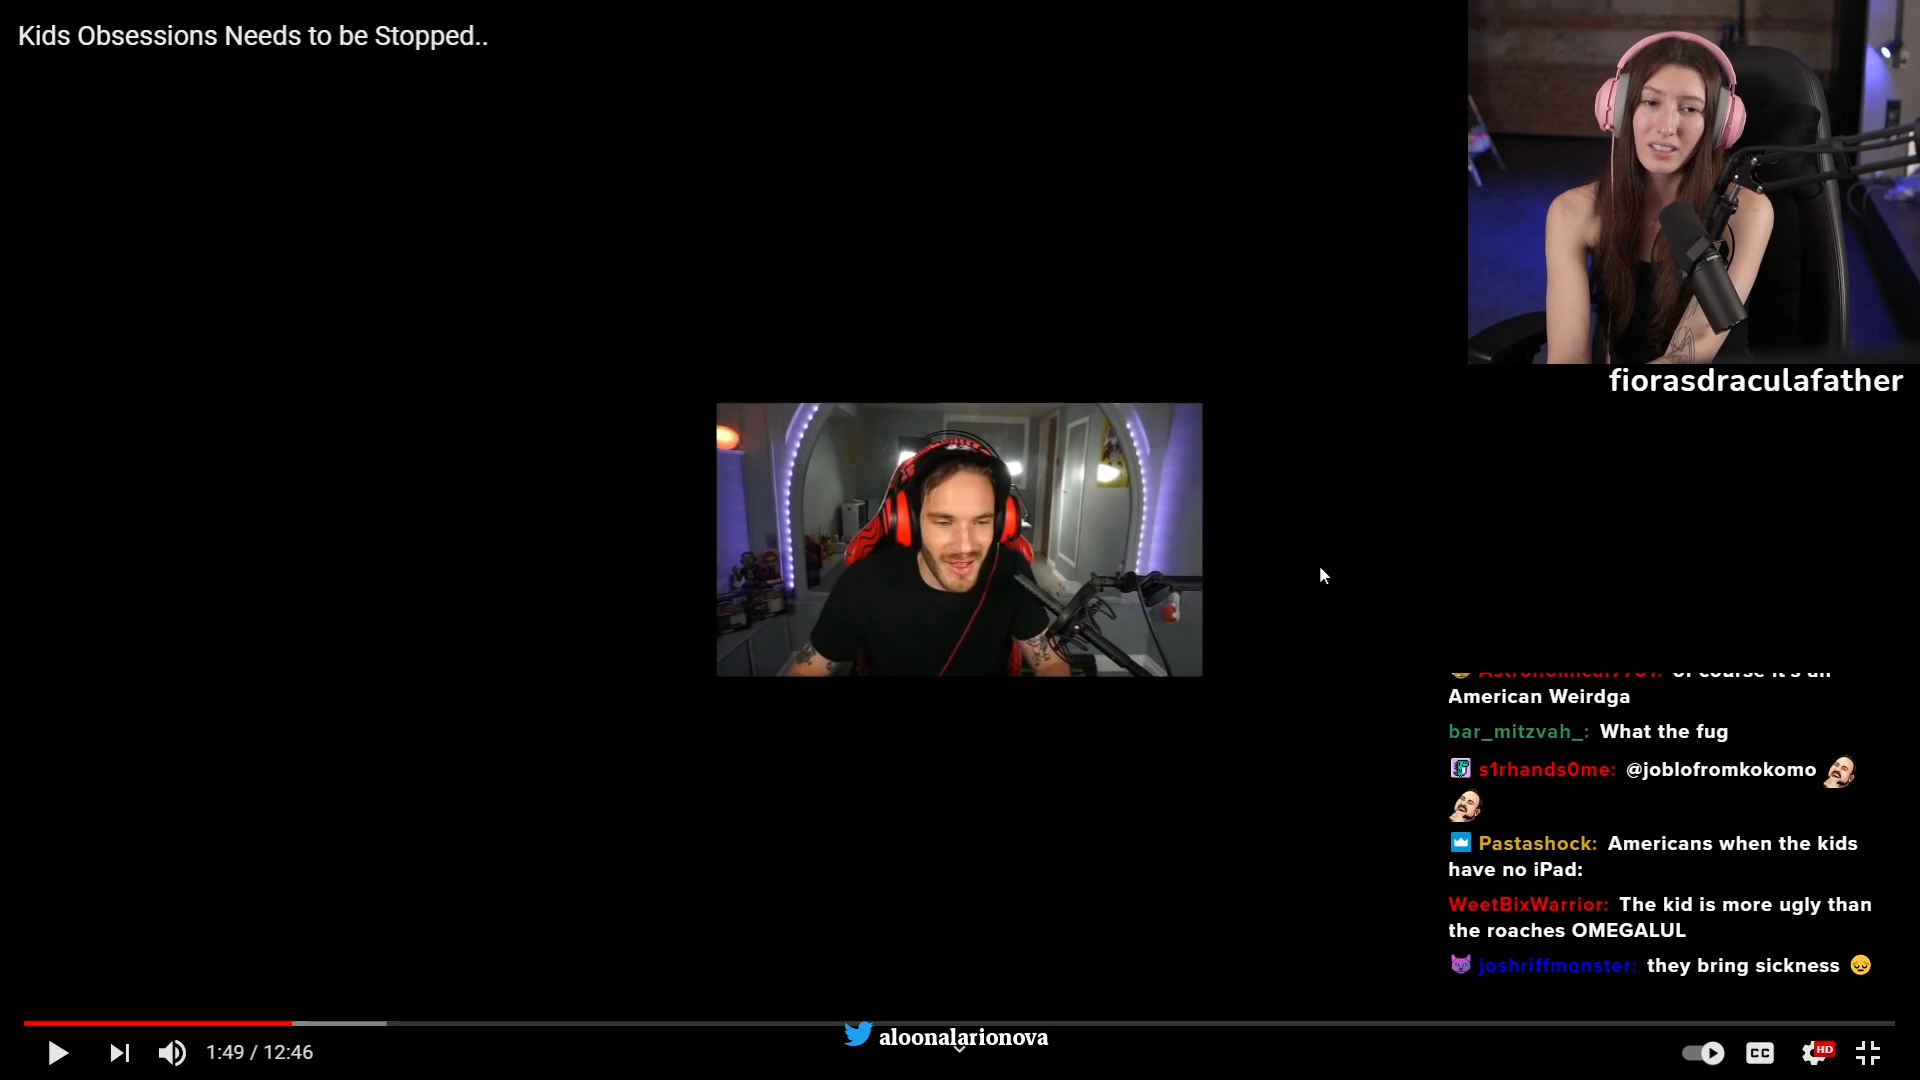 Kids Obsessions Needs to be Stopped..
fiorasdraculafather
American Weirdga
bar_mitzvah_: What the fug
s1rhands0me: @joblofromkokomo
Pastashock: Americans when the kids
have no iPad:
WeetBixWarrior: The kid is more ugly than
the roaches OMEGALUL
joshriffmonster: they bring sickness
aloonalarionova
1:49 / 12:46
CC
HD